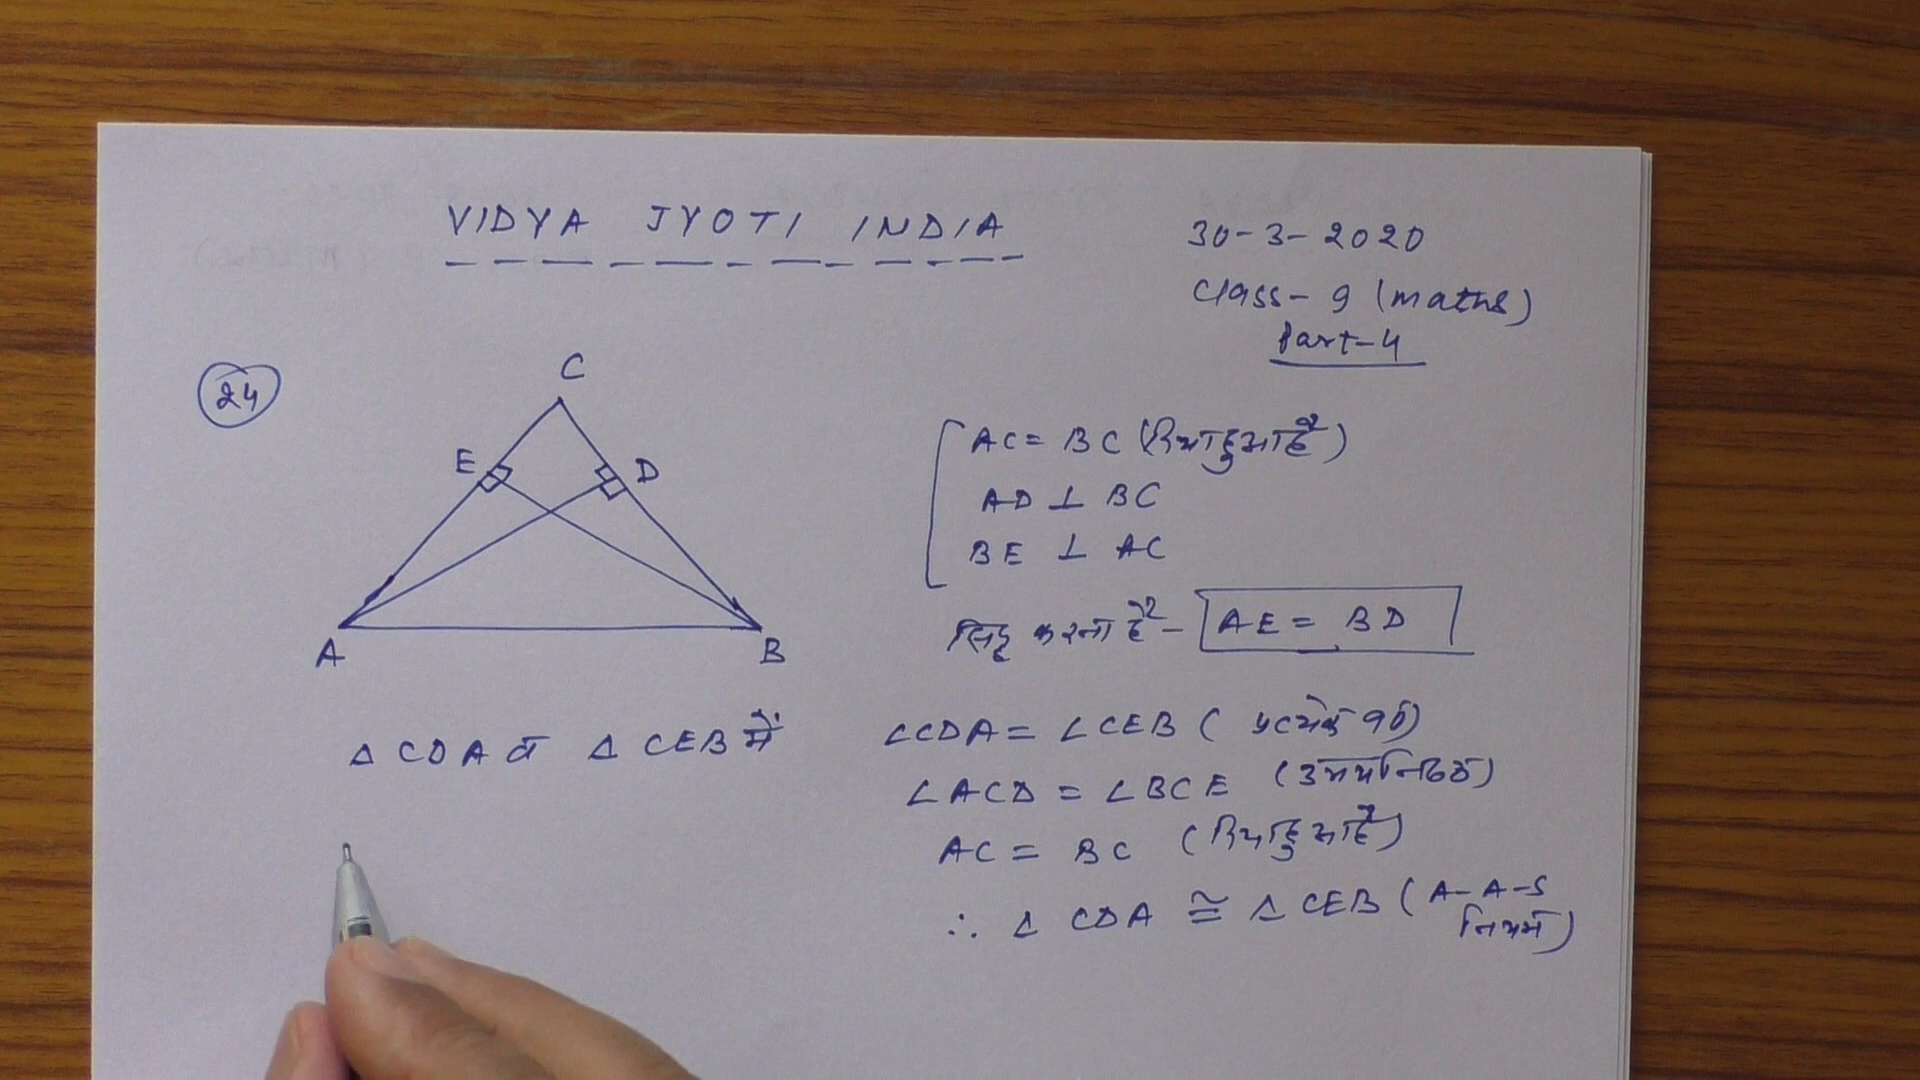 VIDYA JYOTI INDIA
30-3-2020
Class-9 (maths)
Part-4
24
C
E
D
A
B
AC = BC (दिया हुआ है)
AD ⊥ BC
BE ⊥ AC
सिद्ध करना है - AE = BD
△ CDA व △ CEB में
∠CDA = ∠CEB ( प्रत्येक 90)
∠ACD = ∠BCE (उभयनिष्ठ)
AC = BC (दिया हुआ है)
∴ △ CDA ≅ △ CEB ( A-A-S
नियम)